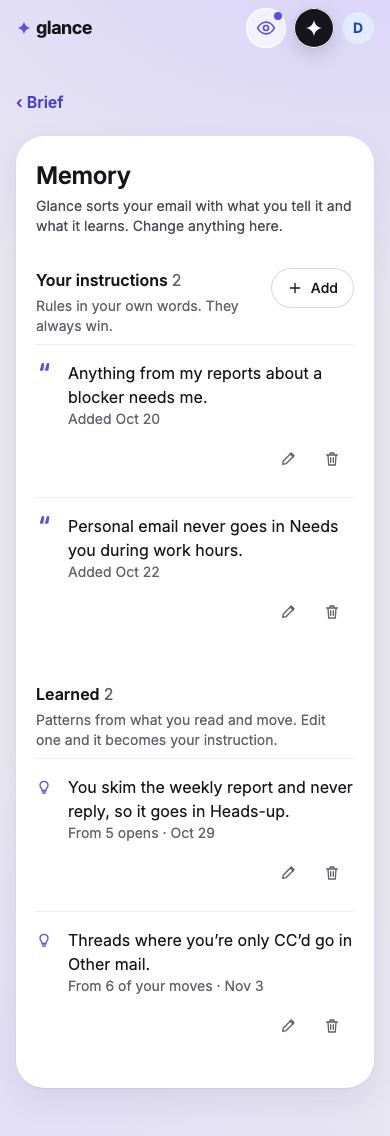 glance
D
‹ Brief
Memory
Glance sorts your email with what you tell it and
what it learns. Change anything here.
Your instructions 2
Add
Rules in your own words. They
always win.
Anything from my reports about a
blocker needs me.
Added Oct 20
Personal email never goes in Needs
you during work hours.
Added Oct 22
Learned 2
Patterns from what you read and move. Edit
one and it becomes your instruction.
You skim the weekly report and never
reply, so it goes in Heads-up.
From 5 opens · Oct 29
Threads where you’re only CC’d go in
Other mail.
From 6 of your moves · Nov 3